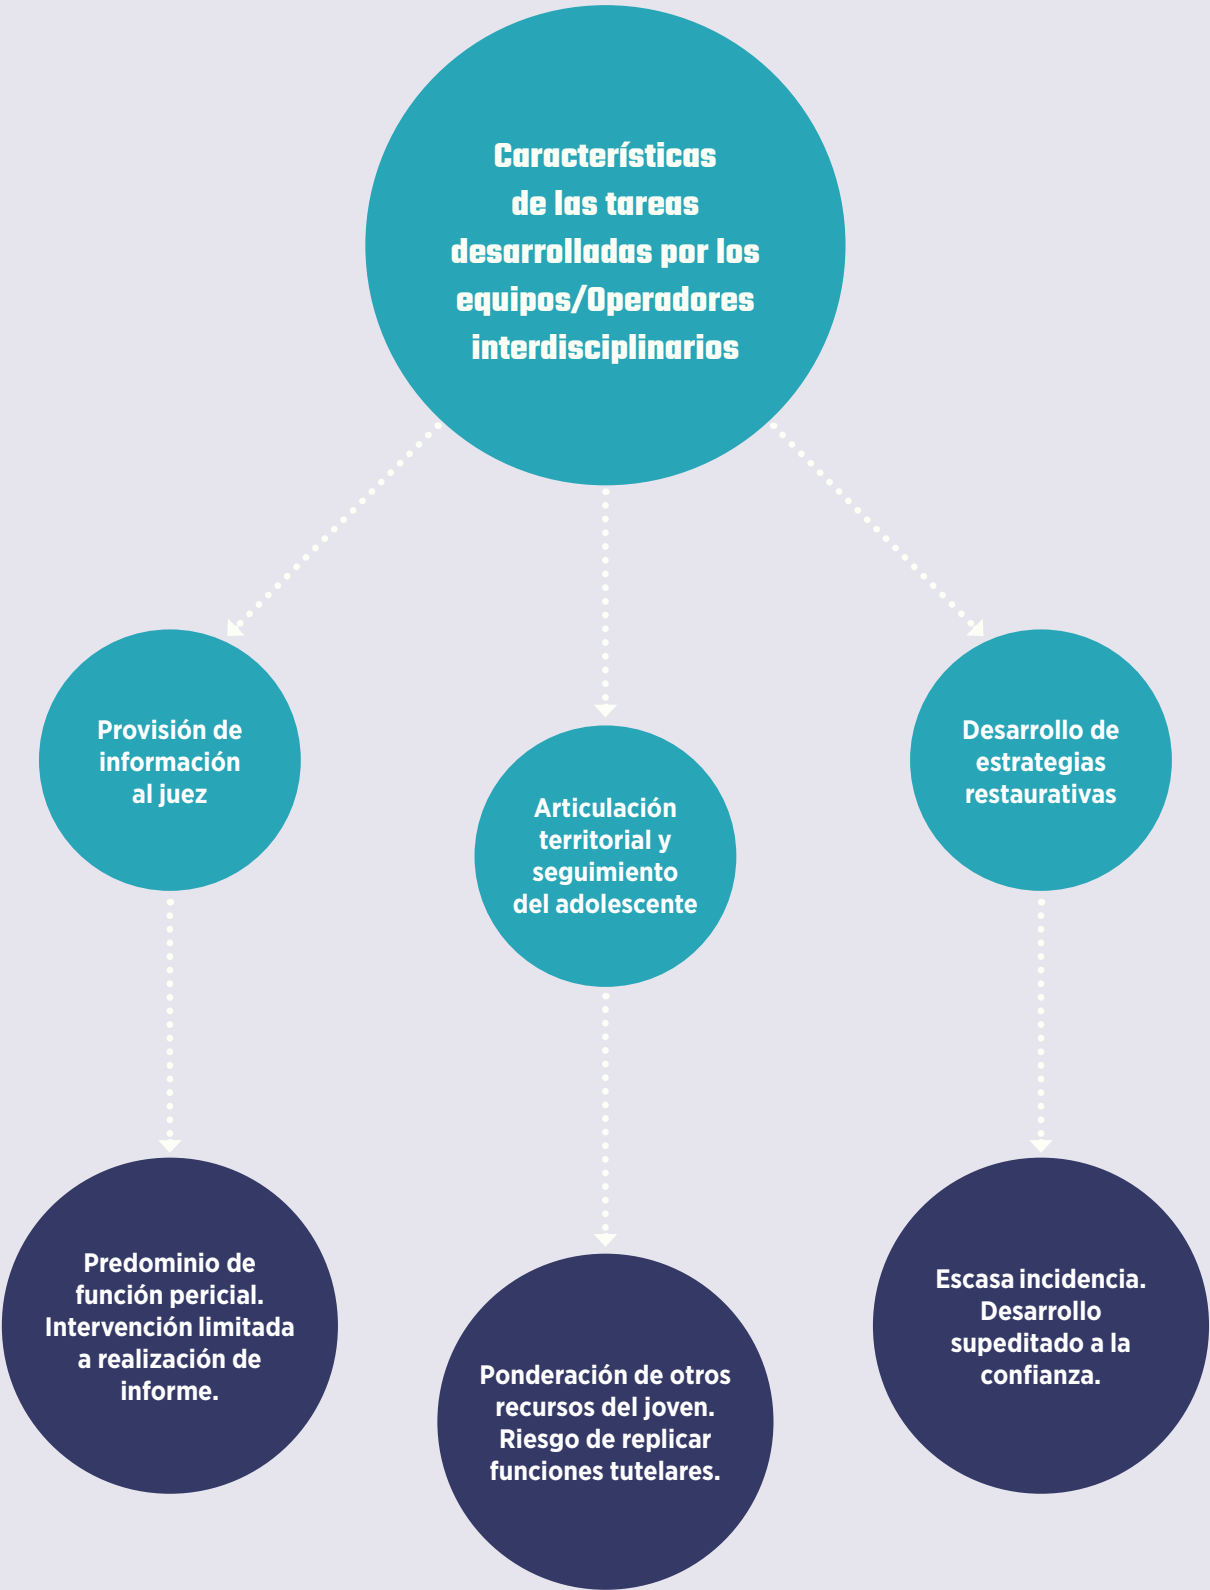 Características
de las tareas
desarrolladas por los
equipos/Operadores
interdisciplinarios
Provisión de
información
al juez
Articulación
territorial y
seguimiento
del adolescente
Desarrollo de
estrategias
restaurativas
Predominio de
función pericial.
Intervención limitada
a realización de
informe.
Ponderación de otros
recursos del joven.
Riesgo de replicar
funciones tutelares.
Escasa incidencia.
Desarrollo
supeditado a la
confianza.